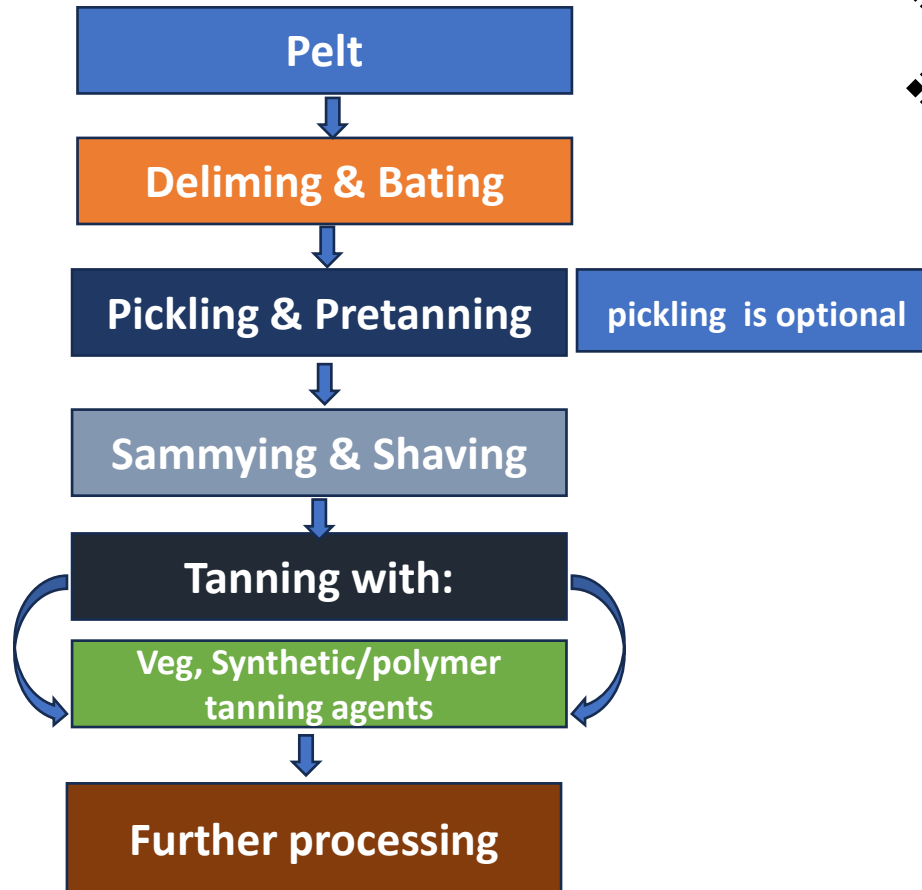 Pelt
Deliming & Bating
Pickling & Pretanning
pickling is optional
Sammying & Shaving
Tanning with:
Veg, Synthetic/polymer
tanning agents
Further processing